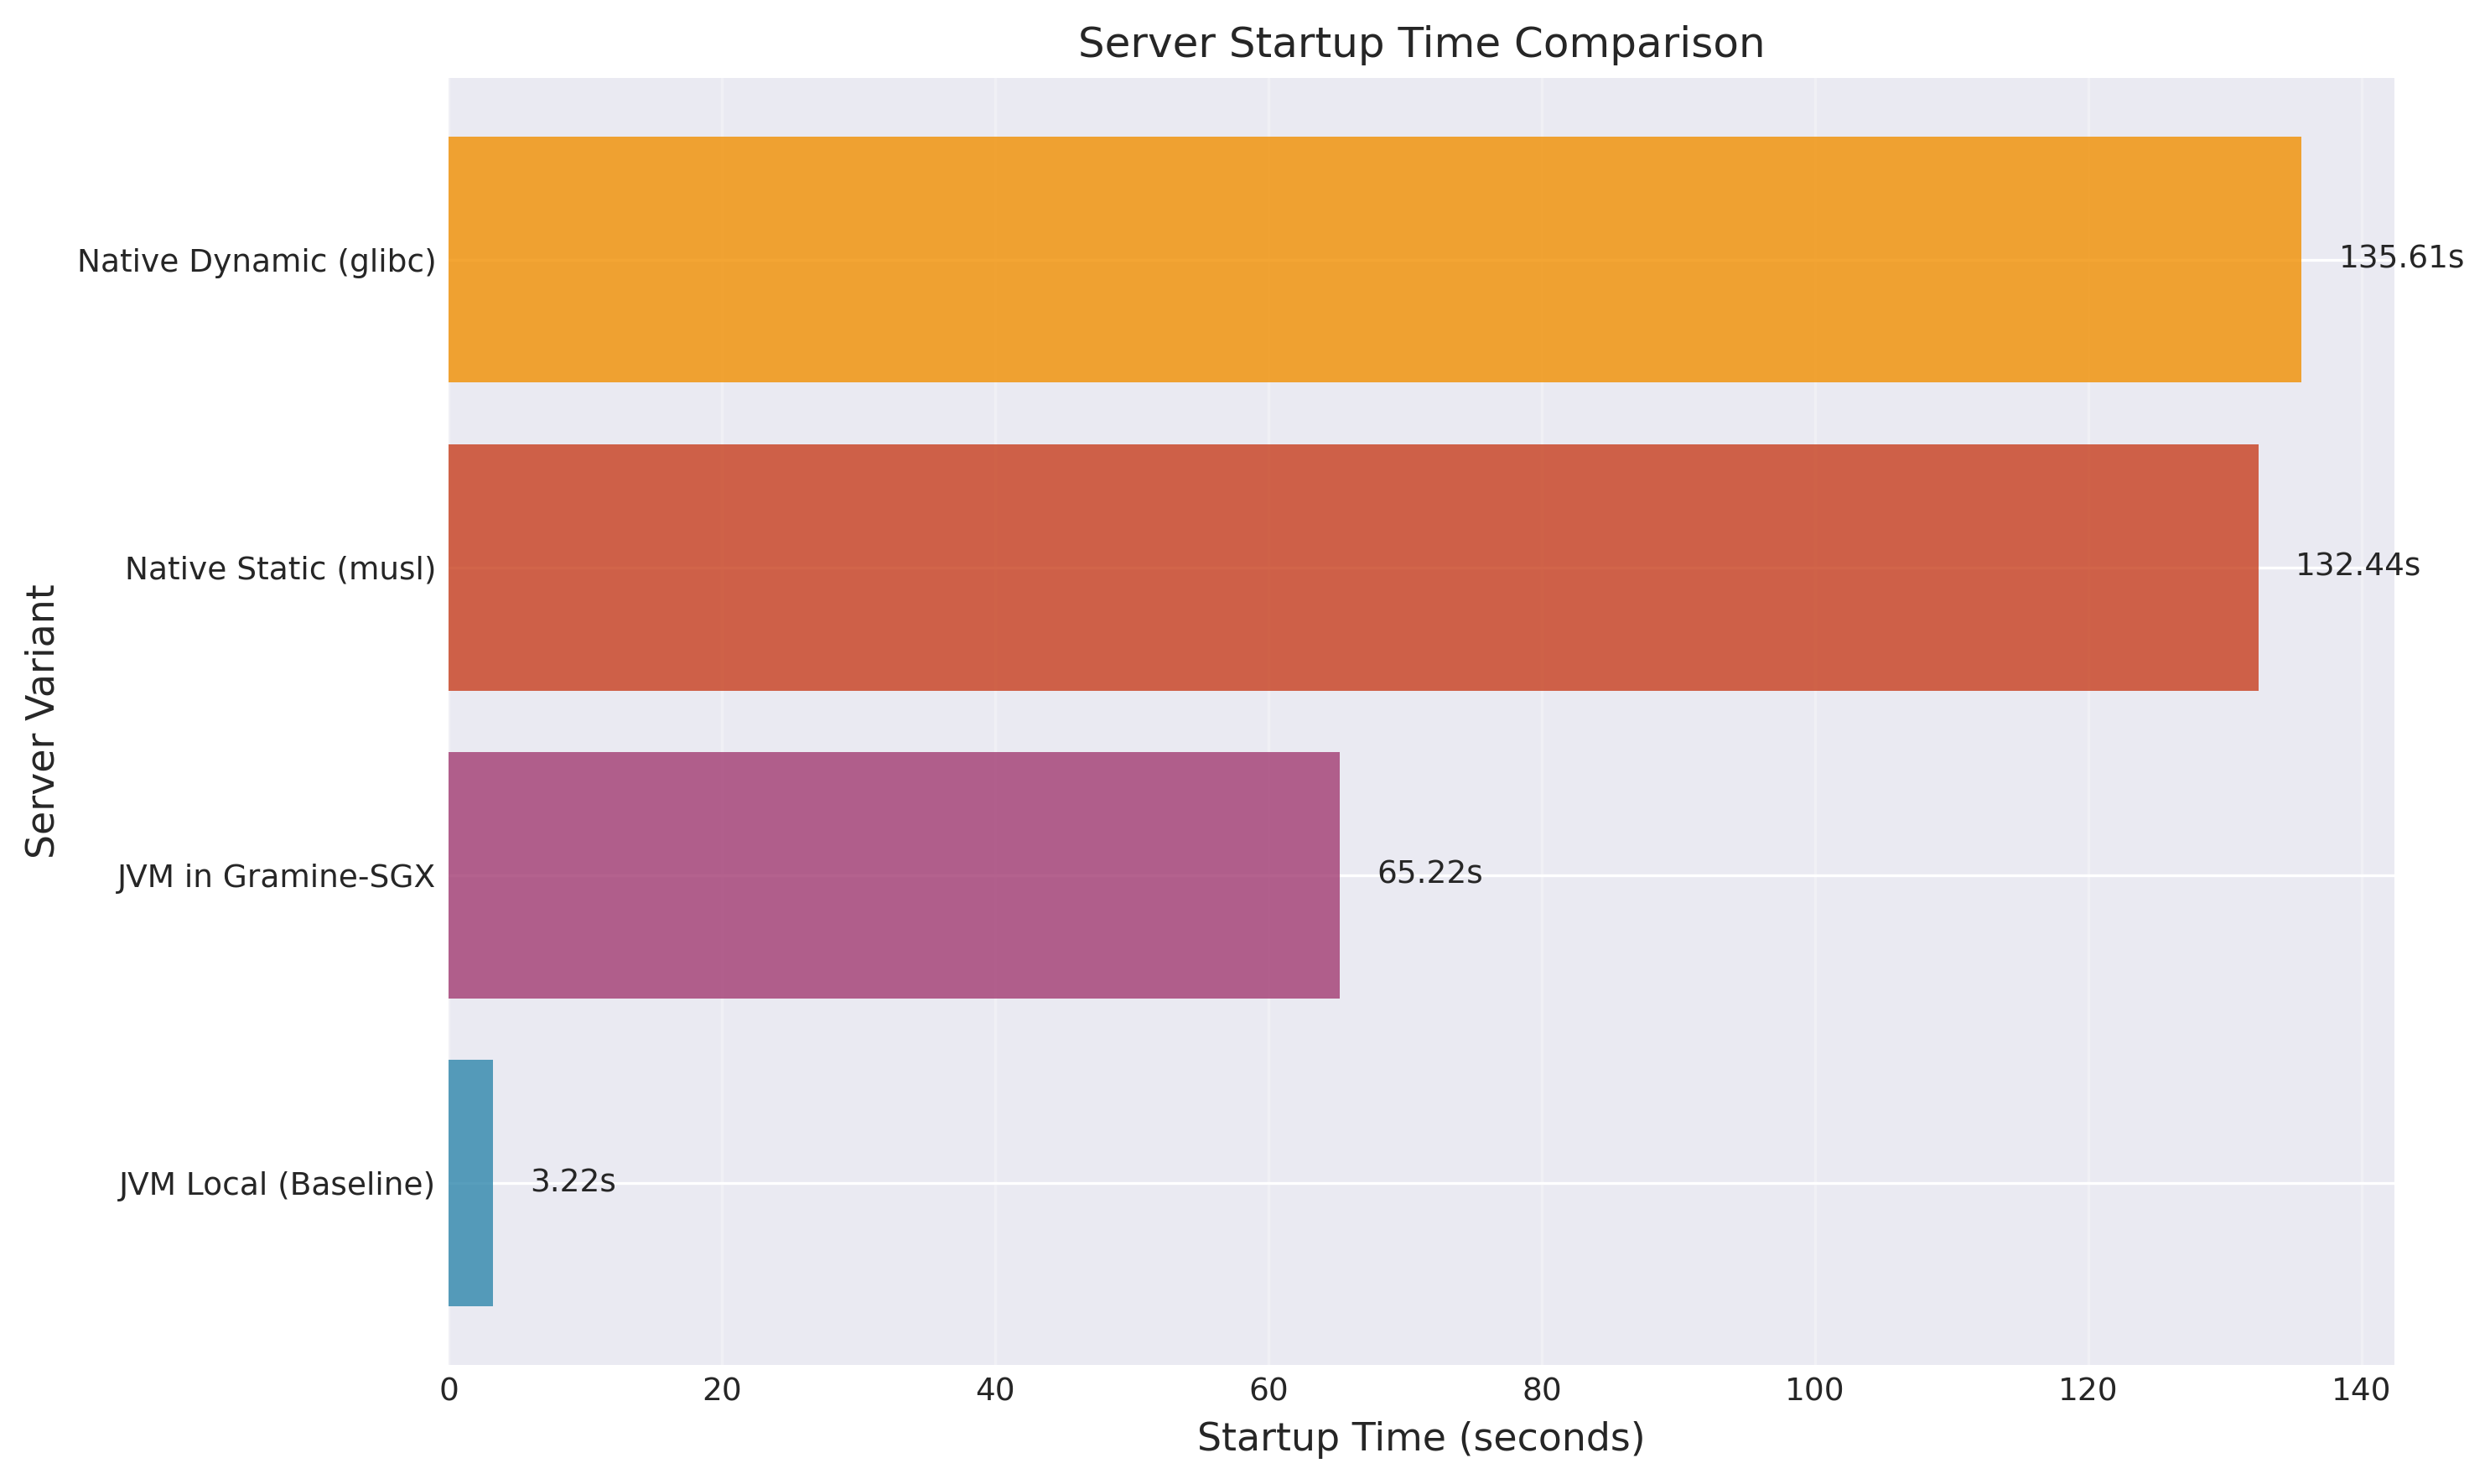 Server Startup Time Comparison
Native Dynamic (glibc)
135.61s
Native Static (musl)
132.44s
JVM in Gramine-SGX
65.22s
JVM Local (Baseline)
3.22s
Server Variant
0 20 40 60 80 100 120 140
Startup Time (seconds)